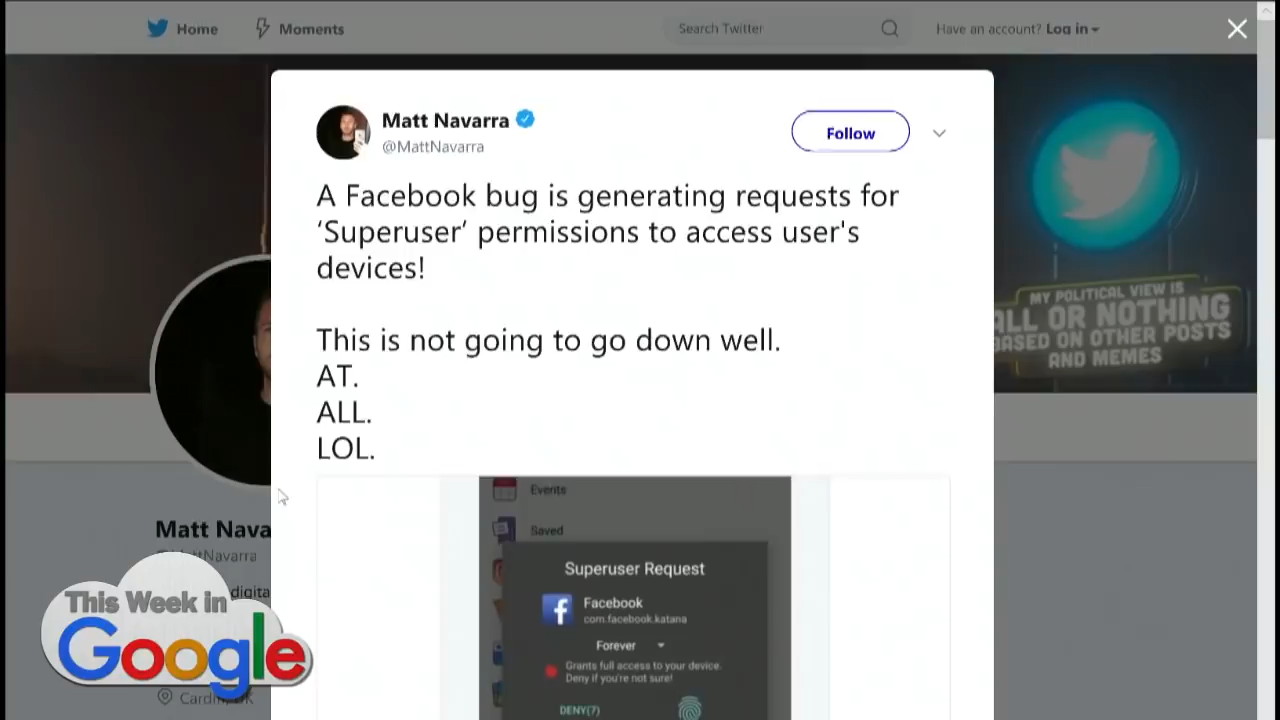 Home
Moments
Search Twitter
Have an account? Log in
Matt Navarra
@MattNavarra
Follow
A Facebook bug is generating requests for
‘Superuser’ permissions to access user's
devices!
This is not going to go down well.
AT.
ALL.
LOL.
MY POLITICAL VIEW IS
ALL OR NOTHING
BASED ON OTHER POSTS
AND MEMES
Events
Saved
Superuser Request
Facebook
com.facebook.katana
Forever
Grants full access to your device.
Deny if you're not sure!
DENY(7)
Matt Nava
digita
This Week in
Google